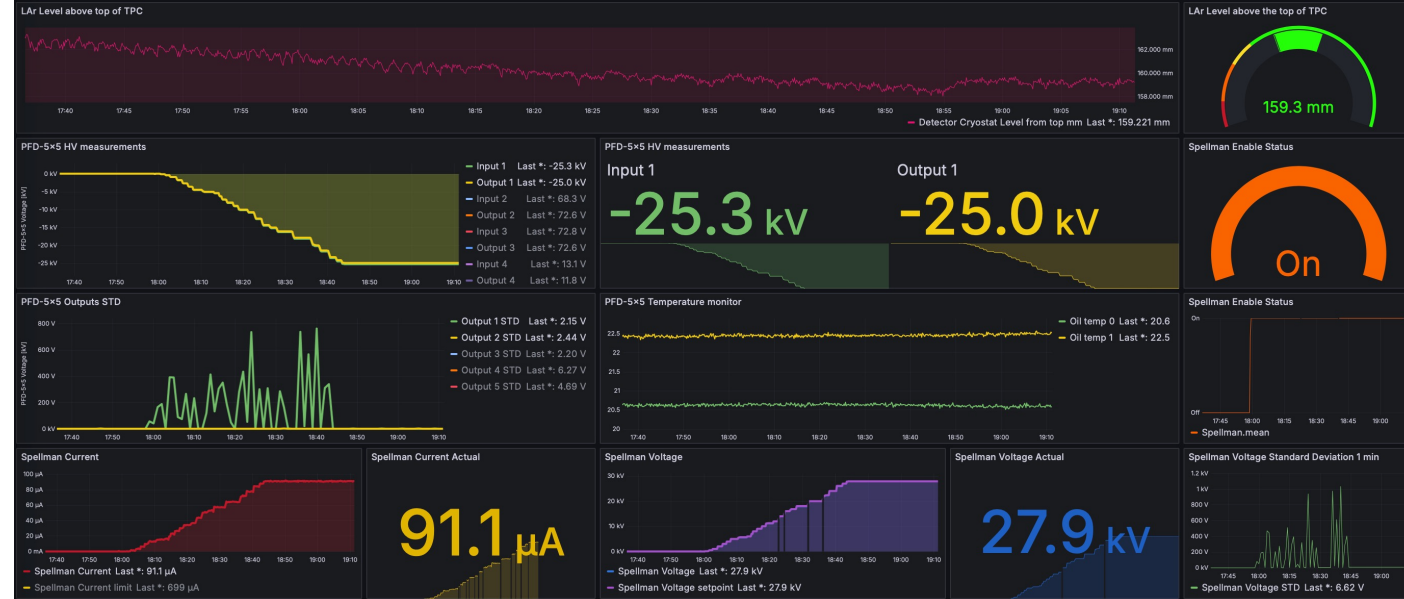 LAr Level above top of TPC
162.000 mm
160.000 mm
158.000 mm
17:40 17:45 17:50 17:55 18:00 18:05 18:10 18:15 18:20 18:25 18:30 18:35 18:40 18:45 18:50 18:55 19:00 19:05 19:10
Detector Cryostat Level from top mm Last *: 159.221 mm
LAr Level above the top of TPC
159.3 mm
PFD-5×5 HV measurements
PFD-5×5 Voltage [kV]
0 kV
-5 kV
-10 kV
-15 kV
-20 kV
-25 kV
17:40 17:50 18:00 18:10 18:20 18:30 18:40 18:50 19:00 19:10
Input 1 Last *: -25.3 kV
Output 1 Last *: -25.0 kV
Input 2 Last *: 68.3 V
Output 2 Last *: 72.6 V
Input 3 Last *: 72.8 V
Output 3 Last *: 72.6 V
Input 4 Last *: 13.1 V
Output 4 Last *: 11.8 V
PFD-5×5 HV measurements
Input 1
-25.3 kV
Output 1
-25.0 kV
Spellman Enable Status
On
PFD-5×5 Outputs STD
PFD-5×5 Voltage [kV]
800 V
600 V
400 V
200 V
0 kV
17:40 17:50 18:00 18:10 18:20 18:30 18:40 18:50 19:00 19:10
Output 1 STD Last *: 2.15 V
Output 2 STD Last *: 2.44 V
Output 3 STD Last *: 2.20 V
Output 4 STD Last *: 6.27 V
Output 5 STD Last *: 4.69 V
PFD-5×5 Temperature monitor
22.5
22
21.5
21
20.5
20
17:40 17:50 18:00 18:10 18:20 18:30 18:40 18:50 19:00 19:10
Oil temp 0 Last *: 20.6
Oil temp 1 Last *: 22.5
Spellman Enable Status
On
Off
17:45 18:00 18:15 18:30 18:45 19:00
Spellman.mean
Spellman Current
100 µA
80 µA
60 µA
40 µA
20 µA
0 mA
17:40 17:50 18:00 18:10 18:20 18:30 18:40 18:50 19:00 19:10
Spellman Current Last *: 91.1 µA
Spellman Current limit Last *: 699 µA
Spellman Current Actual
91.1 µA
Spellman Voltage
30 kV
20 kV
10 kV
0 kV
17:40 17:50 18:00 18:10 18:20 18:30 18:40 18:50 19:00 19:10
Spellman Voltage Last *: 27.9 kV
Spellman Voltage setpoint Last *: 27.9 kV
Spellman Voltage Actual
27.9 kV
Spellman Voltage Standard Deviation 1 min
1.2 kV
1 kV
800 V
600 V
400 V
200 V
0 kV
17:45 18:00 18:15 18:30 18:45 19:00
Spellman Voltage STD Last *: 6.62 V